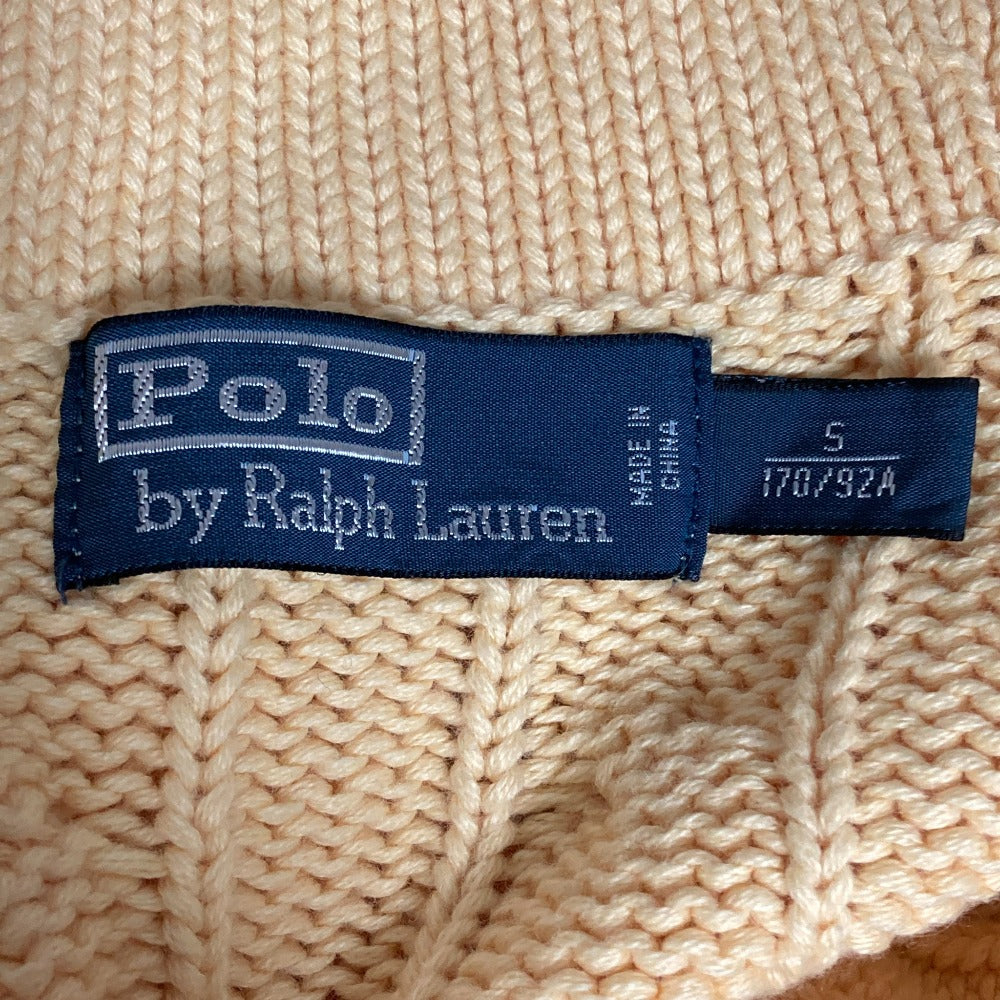 Polo
by Ralph Lauren
MADE IN
CHINA
S
170/92A